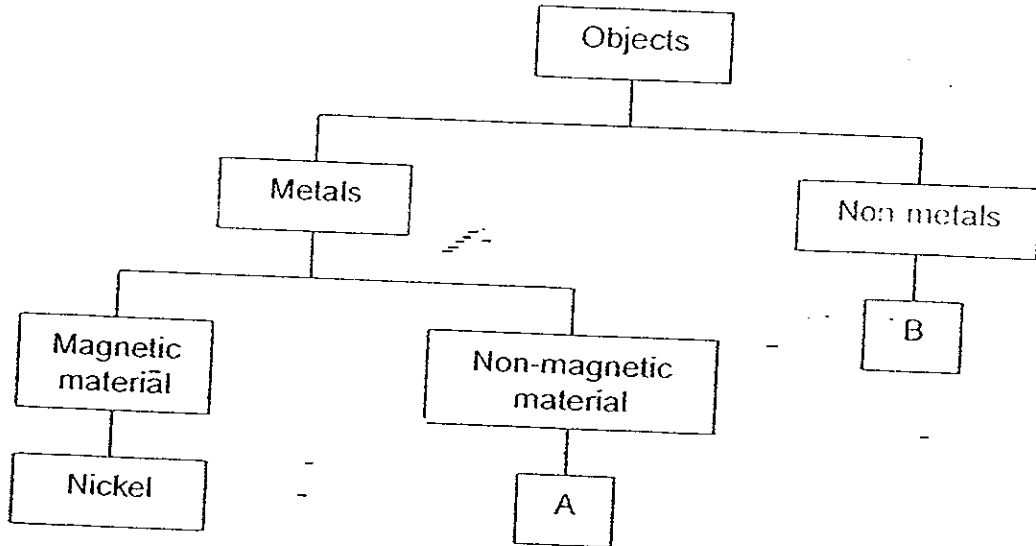 Objects
Metals
Non metals
Magnetic
material
Non-magnetic
material
B
Nickel
A